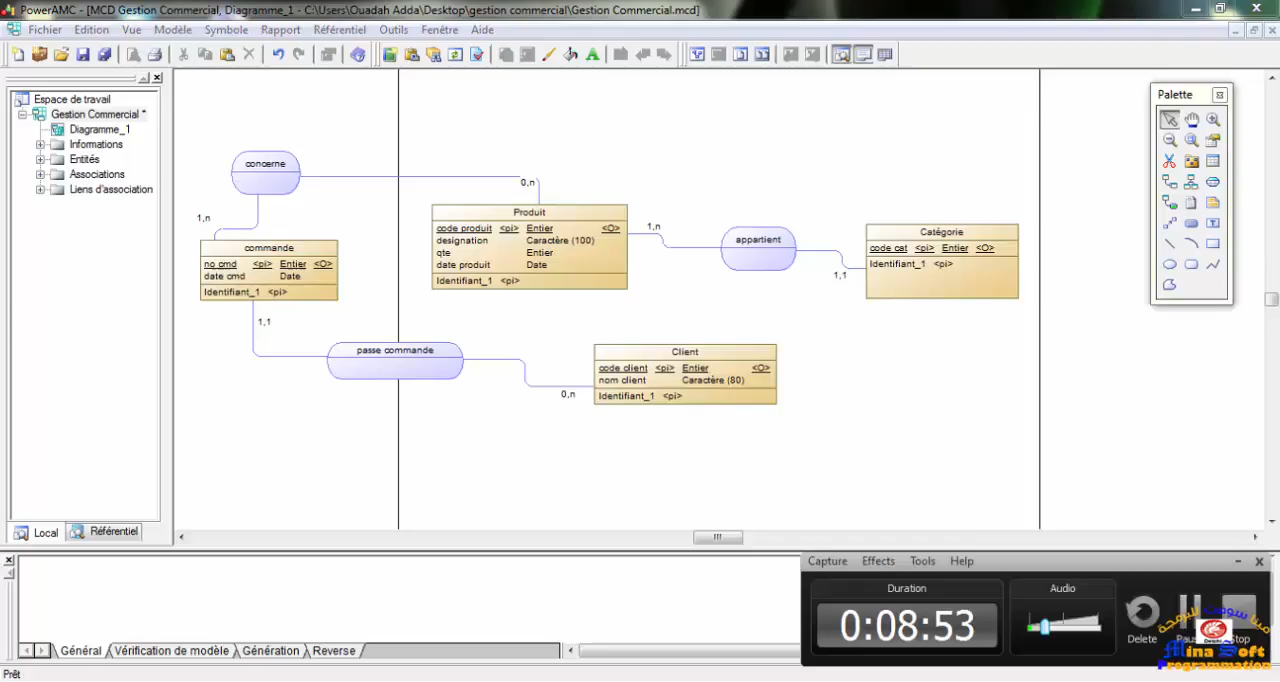 PowerAMC - [MCD Gestion Commercial, Diagramme_1 - C:\Users\Ouadah Adda\Desktop\gestion commercial\Gestion Commercial.mcd]
Fichier Edition Vue Modèle Symbole Rapport Référentiel Outils Fenêtre Aide
Espace de travail
Gestion Commercial *
Diagramme_1
Informations
Entités
Associations
Liens d'association
Local Référentiel
concerne
0,n
1,n
Produit
code produit <pi> Entier <O>
designation Caractère (100)
qte Entier
date produit Date
Identifiant_1 <pi>
1,n
appartient
1,1
Catégorie
code cat <pi> Entier <O>
Identifiant_1 <pi>
commande
no cmd <pi> Entier <O>
date cmd Date
Identifiant_1 <pi>
1,1
passe commande
0,n
Client
code client <pi> Entier <O>
nom client Caractère (80)
Identifiant_1 <pi>
Palette
Général Vérification de modèle Génération Reverse
Prêt
Capture Effects Tools Help
Duration
0:08:53
Audio
Delete
Stop
مينا سوفت للبرمجة
Mina Soft
Programmation